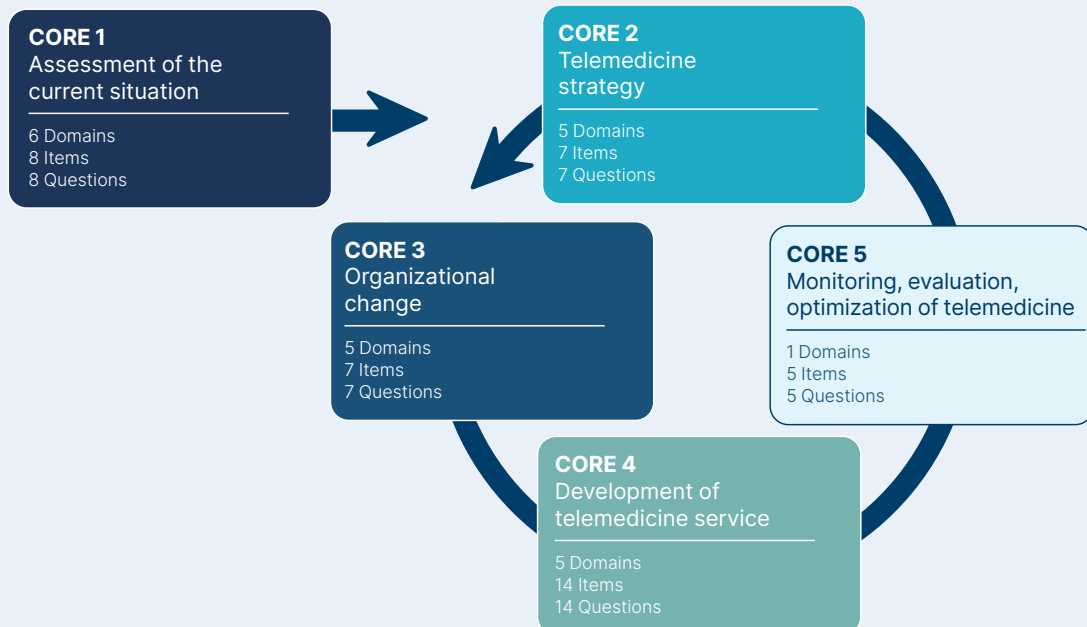 CORE 1
Assessment of the
current situation
6 Domains
8 Items
8 Questions
CORE 2
Telemedicine
strategy
5 Domains
7 Items
7 Questions
CORE 3
Organizational
change
5 Domains
7 Items
7 Questions
CORE 4
Development of
telemedicine service
5 Domains
14 Items
14 Questions
CORE 5
Monitoring, evaluation,
optimization of telemedicine
1 Domains
5 Items
5 Questions